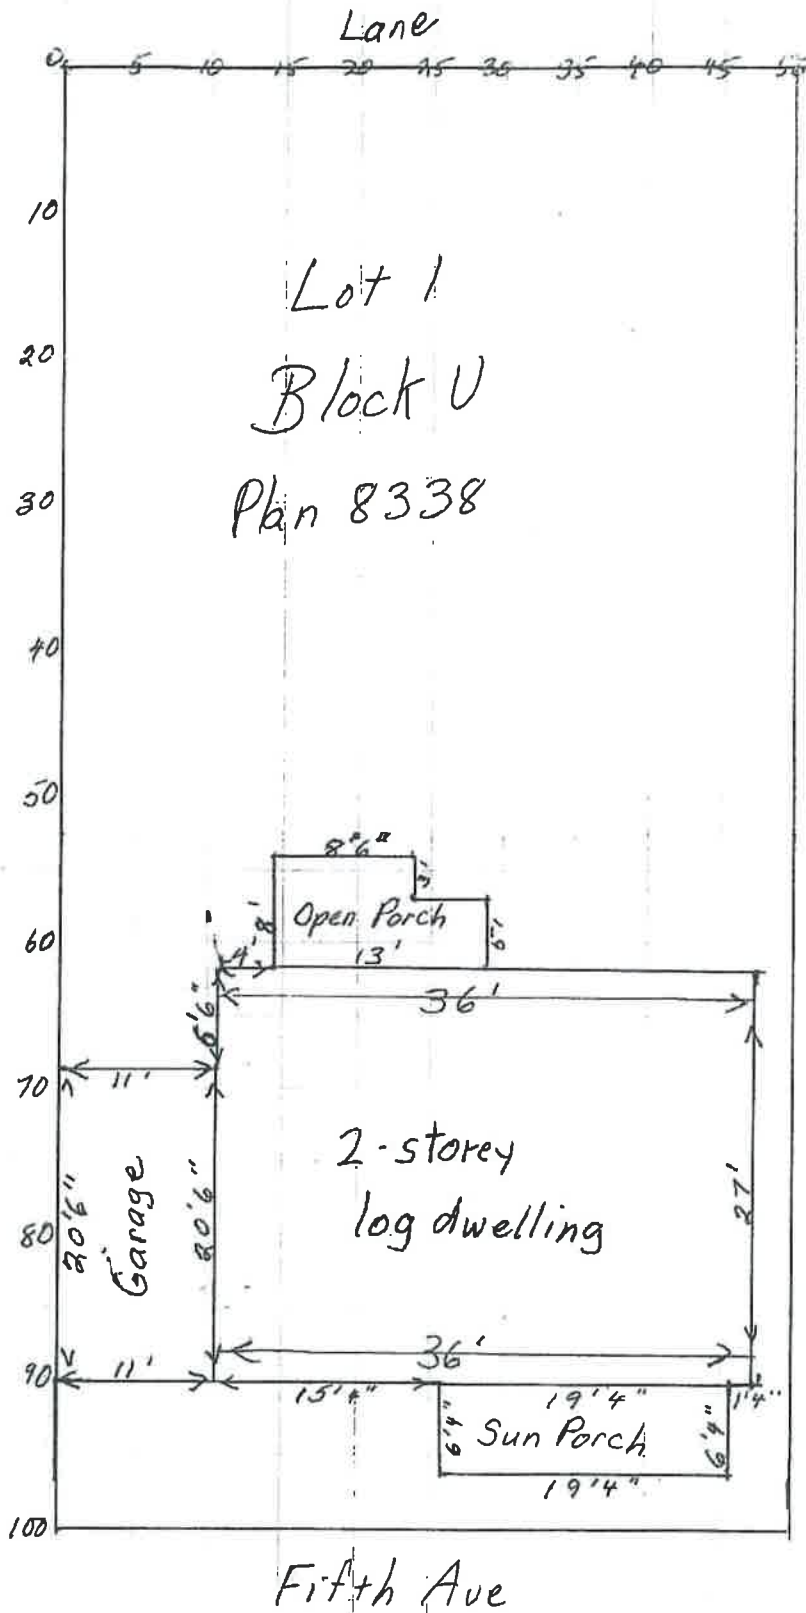 Lane
0 5 10 15 20 25 30 35 40 45 50
10
Lot 1
20
Block U
30
Plan 8338
40
50
8'6"
3'
8'
Open Porch
5'
60
4'
13'
36'
6'6"
11'
70
20'6"
Garage
20'6"
2-storey
log dwelling
27'
80
36'
90
11'
15'4"
19'4"
1'4"
6'4"
Sun Porch
6'4"
19'4"
100
Fifth Ave